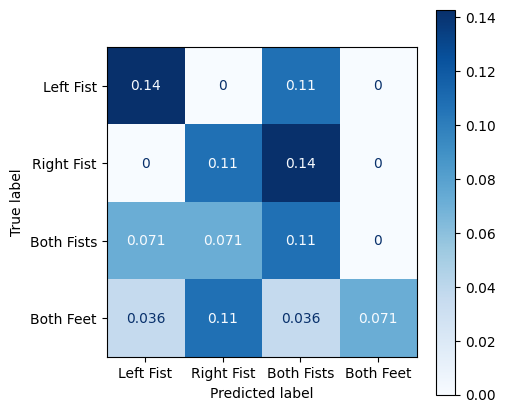 True label
Left Fist 0.14 0 0.11 0
Right Fist 0 0.11 0.14 0
Both Fists 0.071 0.071 0.11 0
Both Feet 0.036 0.11 0.036 0.071
Left Fist Right Fist Both Fists Both Feet
Predicted label
0.14
0.12
0.10
0.08
0.06
0.04
0.02
0.00